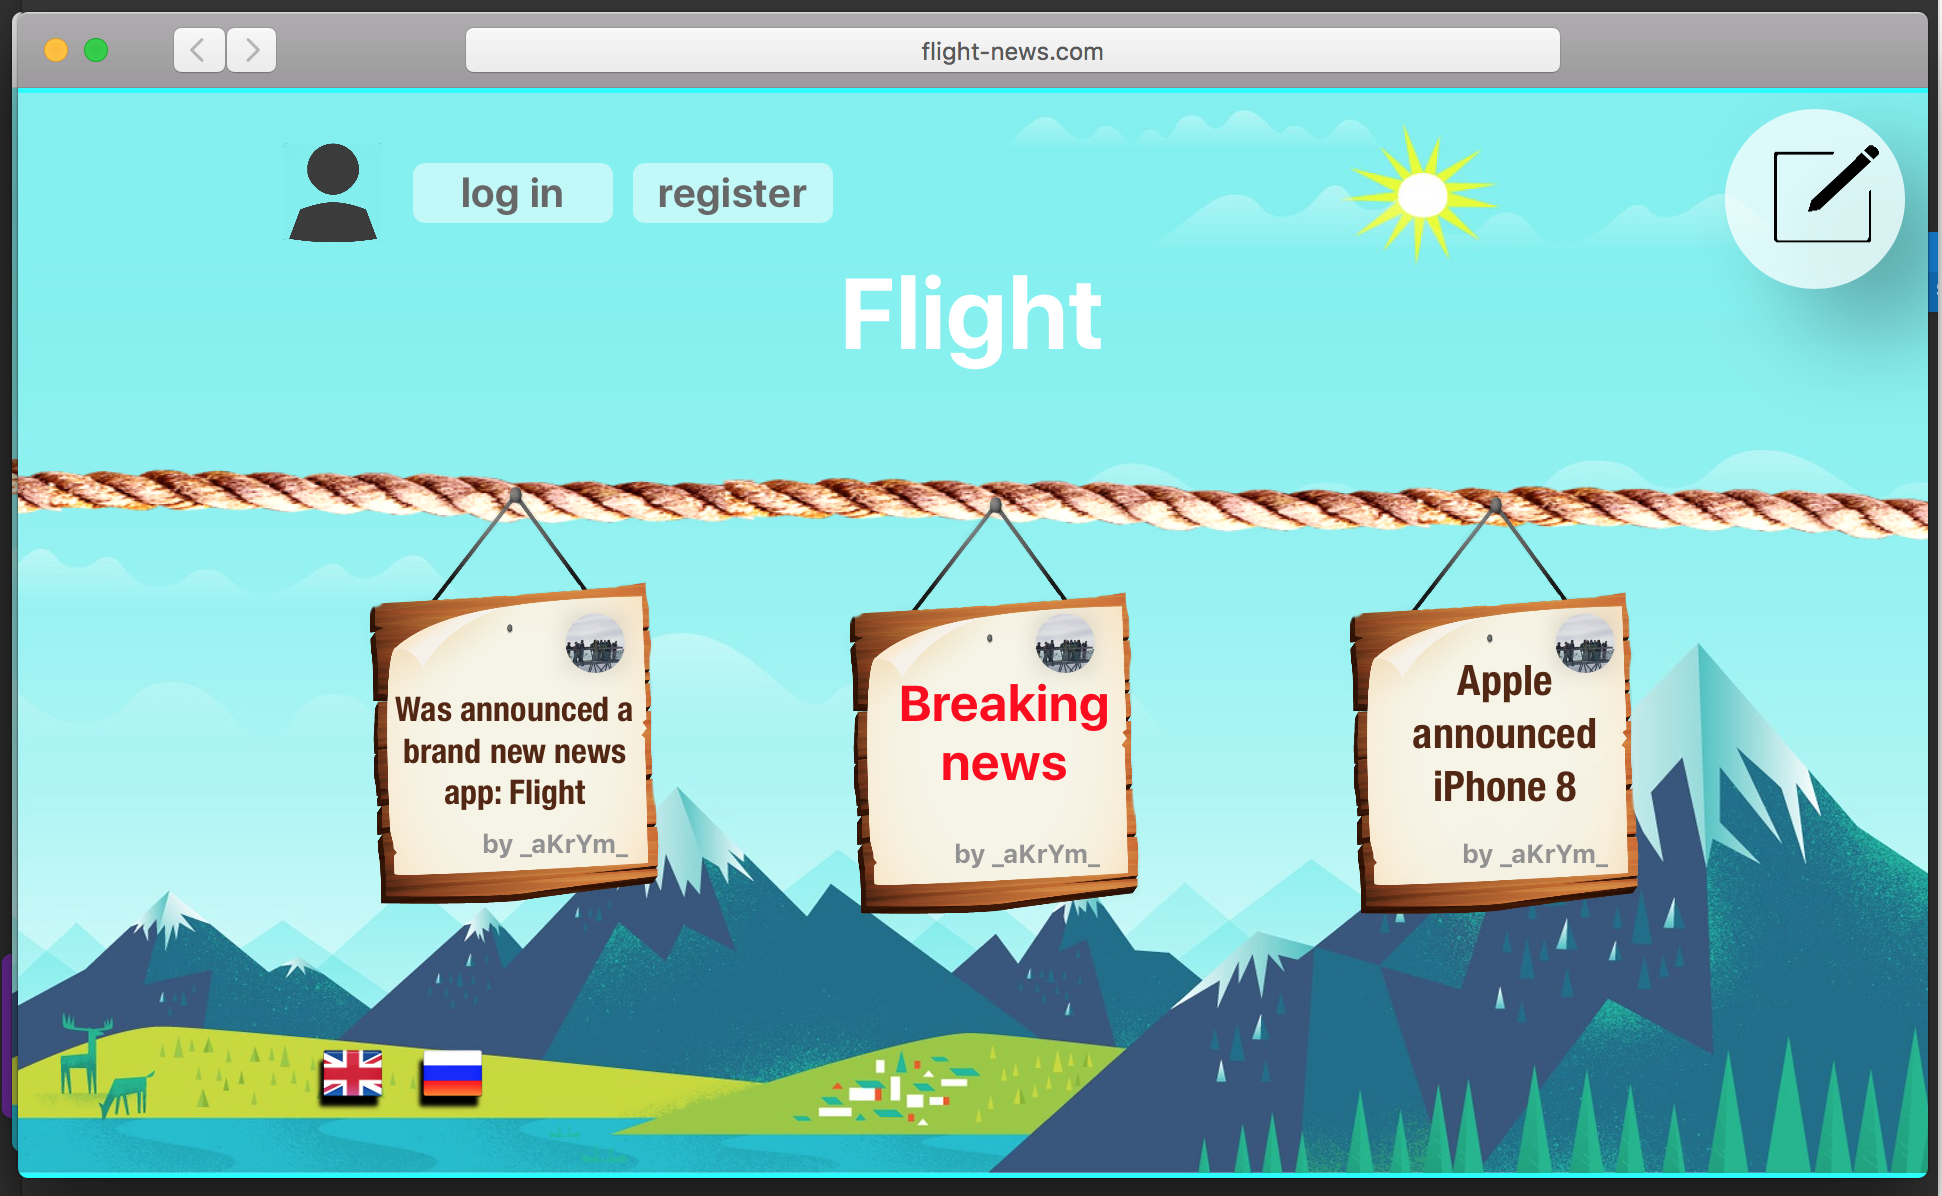 flight-news.com
log in
register
Flight
Was announced a
brand new news
app: Flight
by _aKrYm_
Breaking
news
by _aKrYm_
Apple
announced
iPhone 8
by _aKrYm_